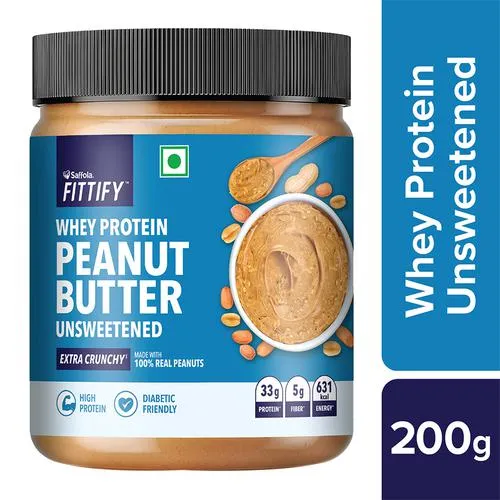 Saffola.
FITTIFY™
WHEY PROTEIN
PEANUT
BUTTER
UNSWEETENED
EXTRA CRUNCHY
MADE WITH
100% REAL PEANUTS
HIGH
PROTEIN
DIABETIC
FRIENDLY
33g
PROTEIN
5g
FIBER
631
kcal
ENERGY
Whey Protein
Unsweetened
200g